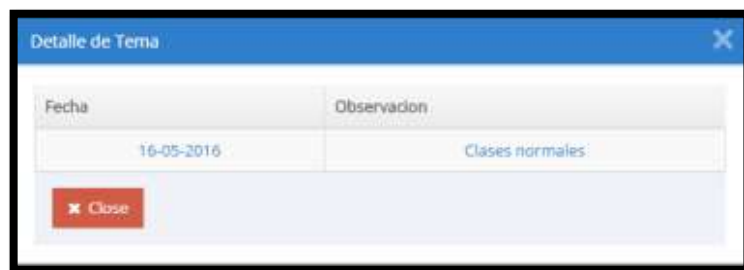 Detalle de Tema
Fecha Observacion
16-05-2016 Clases normales
Close